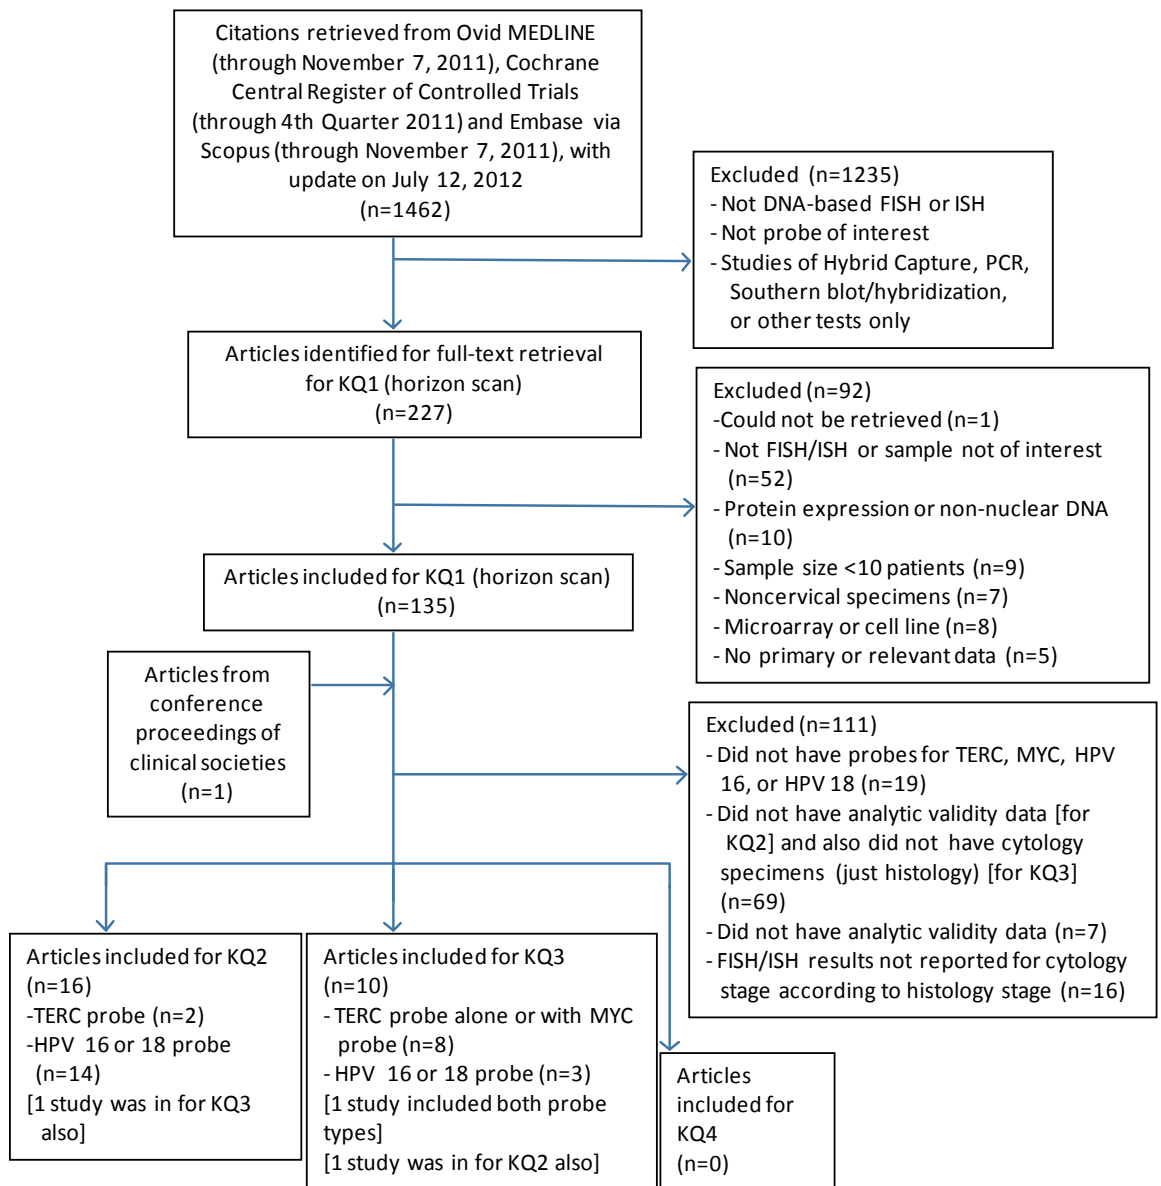 Citations retrieved from Ovid MEDLINE
(through November 7, 2011), Cochrane
Central Register of Controlled Trials
(through 4th Quarter 2011) and Embase via
Scopus (through November 7, 2011), with
update on July 12, 2012
(n=1462)
Excluded (n=1235)
- Not DNA-based FISH or ISH
- Not probe of interest
- Studies of Hybrid Capture, PCR,
Southern blot/hybridization,
or other tests only
Articles identified for full-text retrieval
for KQ1 (horizon scan)
(n=227)
Excluded (n=92)
-Could not be retrieved (n=1)
- Not FISH/ISH or sample not of interest
(n=52)
- Protein expression or non-nuclear DNA
(n=10)
- Sample size <10 patients (n=9)
- Noncervical specimens (n=7)
- Microarray or cell line (n=8)
- No primary or relevant data (n=5)
Articles included for KQ1 (horizon scan)
(n=135)
Articles from
conference
proceedings of
clinical societies
(n=1)
Excluded (n=111)
- Did not have probes for TERC, MYC, HPV
16, or HPV 18 (n=19)
- Did not have analytic validity data [for
KQ2] and also did not have cytology
specimens (just histology) [for KQ3]
(n=69)
- Did not have analytic validity data (n=7)
- FISH/ISH results not reported for cytology
stage according to histology stage (n=16)
Articles included for KQ2
(n=16)
-TERC probe (n=2)
-HPV 16 or 18 probe
(n=14)
[1 study was in for KQ3
also]
Articles included for KQ3
(n=10)
- TERC probe alone or with MYC
probe (n=8)
- HPV 16 or 18 probe (n=3)
[1 study included both probe
types]
[1 study was in for KQ2 also]
Articles
included for
KQ4
(n=0)